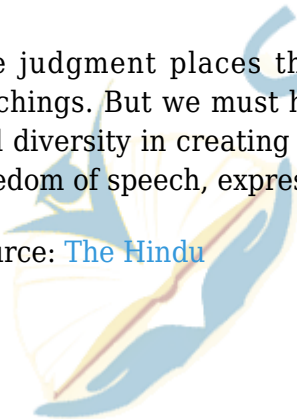 e judgment places th
chings. But we must h
l diversity in creating
edom of speech, expres
urce: The Hindu